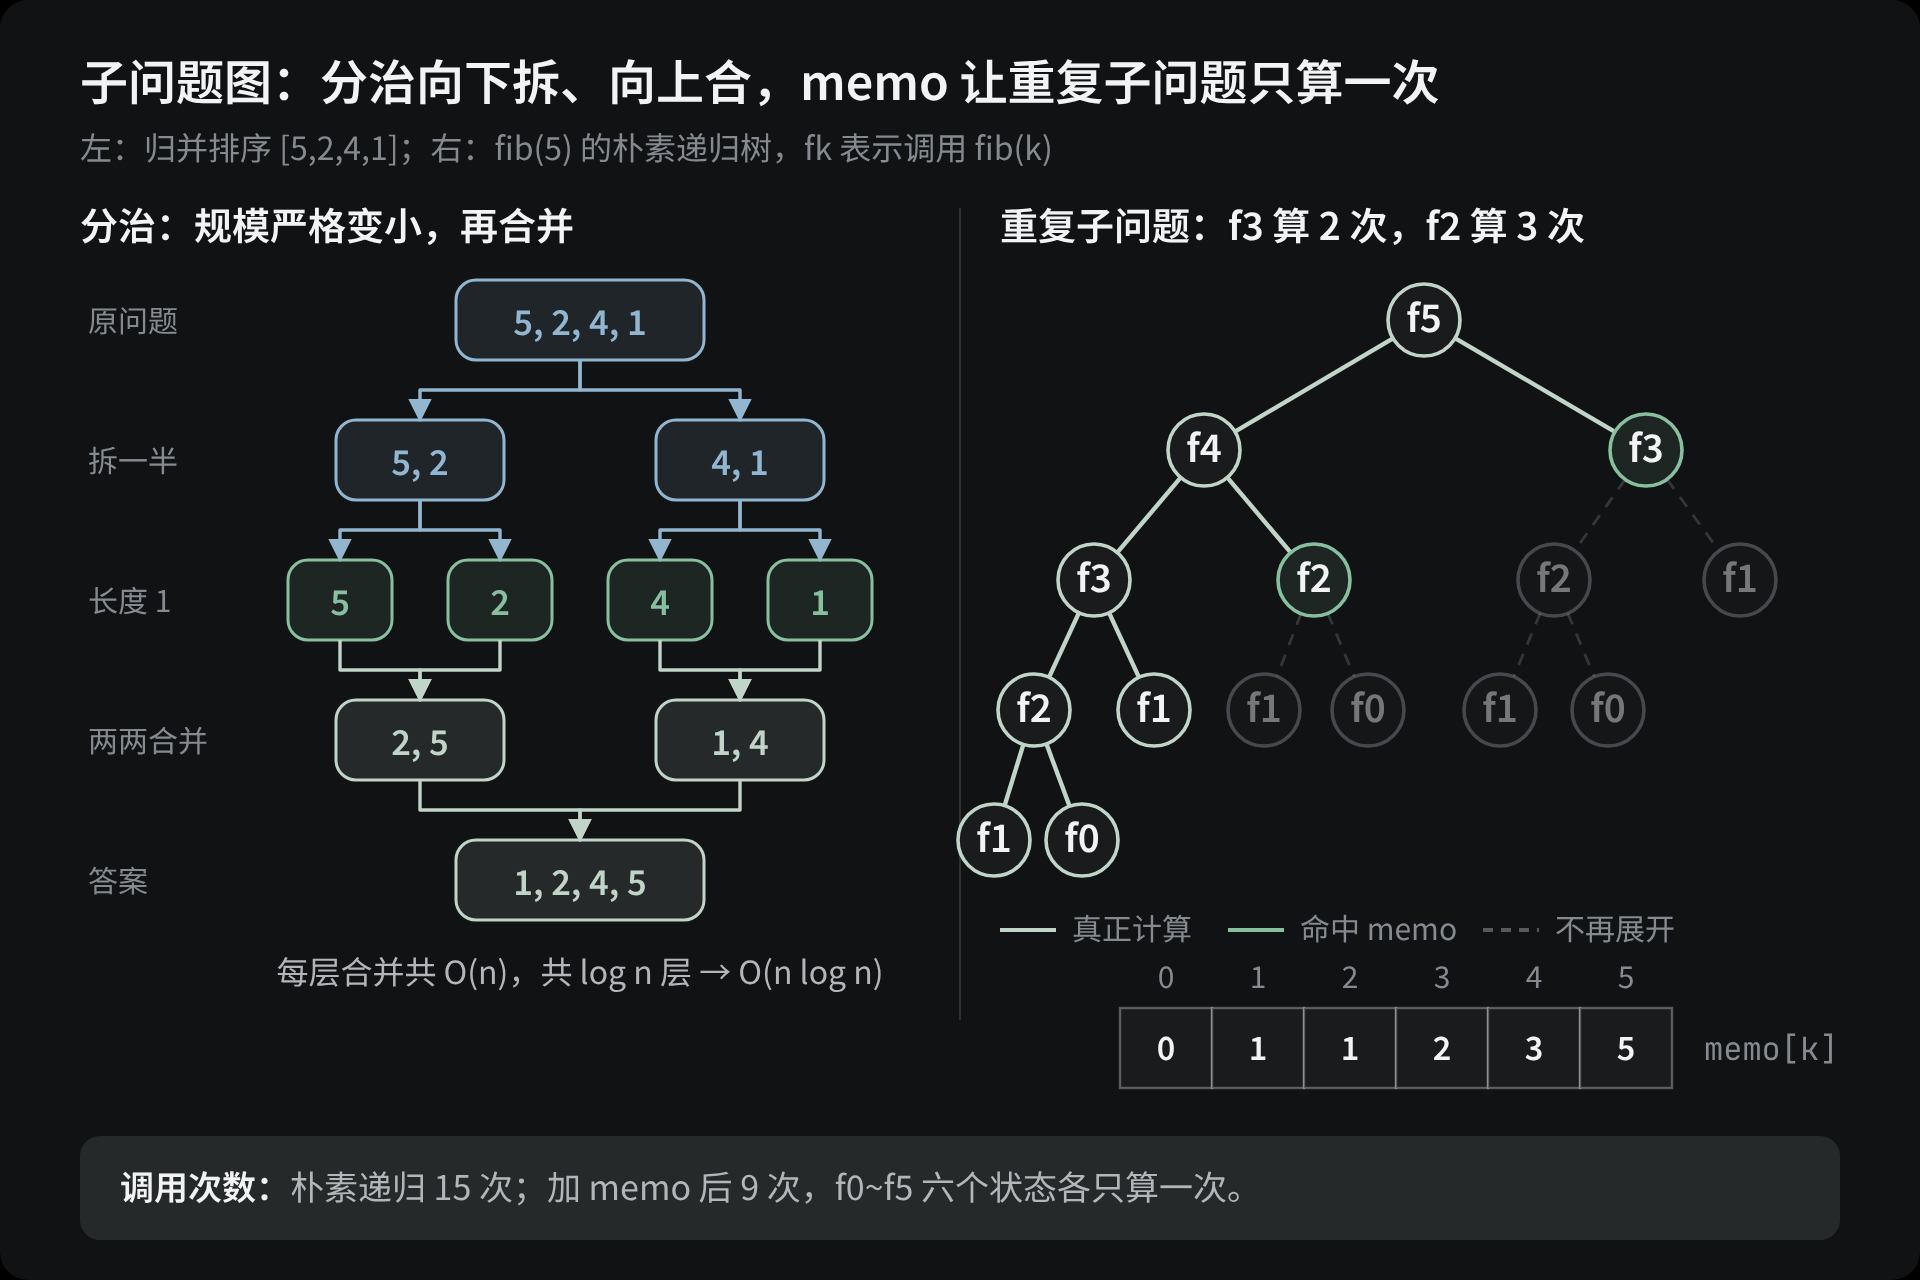 子问题图：分治向下拆、向上合，memo 让重复子问题只算一次
左：归并排序 [5,2,4,1]；右：fib(5) 的朴素递归树，fk 表示调用 fib(k)
分治：规模严格变小，再合并
原问题
5, 2, 4, 1
拆一半
5, 2
4, 1
长度 1
5
2
4
1
两两合并
2, 5
1, 4
答案
1, 2, 4, 5
每层合并共 O(n)，共 log n 层 → O(n log n)
重复子问题：f3 算 2 次，f2 算 3 次
f5
f4
f3
f3
f2
f2
f1
f2
f1
f1
f0
f1
f0
f1
f0
真正计算
命中 memo
不再展开
0 1 2 3 4 5
0 1 1 2 3 5 memo[k]
调用次数：朴素递归 15 次；加 memo 后 9 次，f0~f5 六个状态各只算一次。